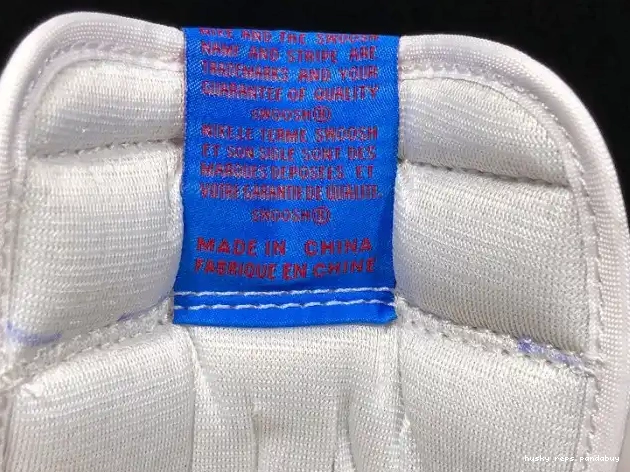 NIKE AND THE SWOOSH
NAME AND STRIPE ARE
TRADEMARKS AND YOUR
GUARANTEE OF QUALITY
SWOOSH®
NIKE LE TERME SWOOSH
ET SON SIGLE SONT DES
MARQUES DEPOSEES ET
VOTRE GARANTIE DE QUALITE
SWOOSH®
MADE IN CHINA
FABRIQUE EN CHINE
husky reps pandabuy